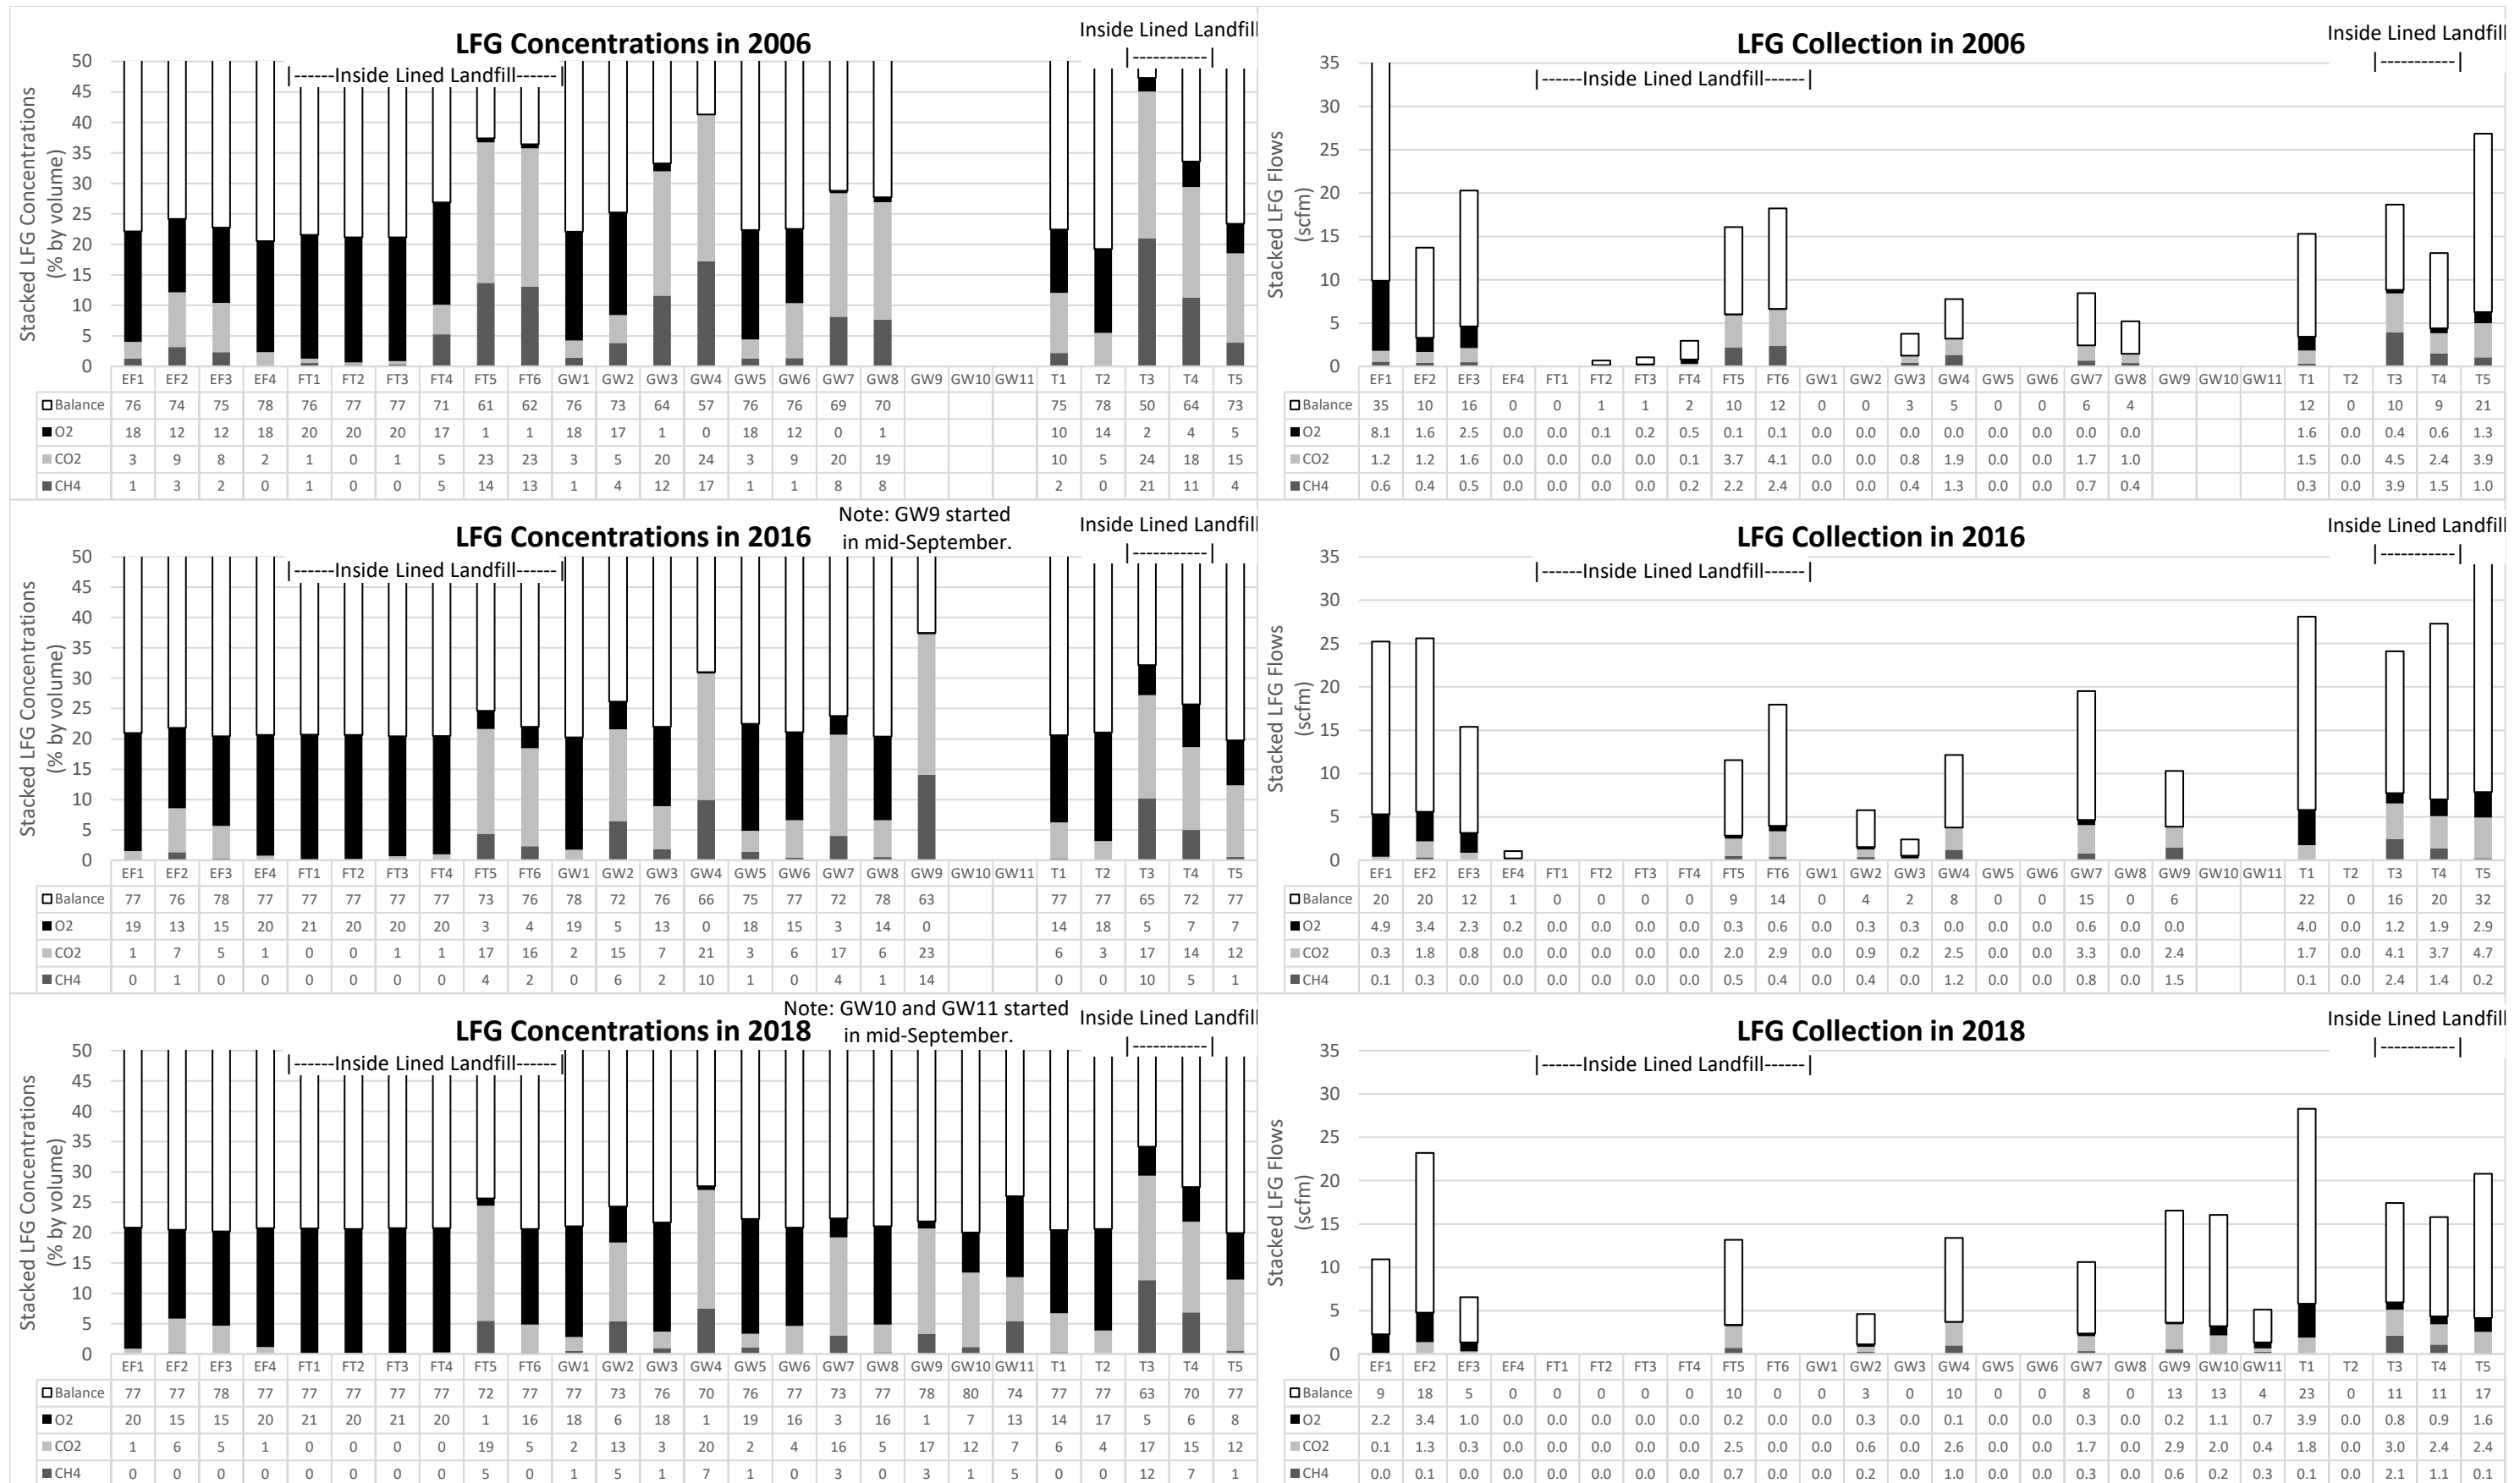 LFG Concentrations in 2006
Inside Lined Landfill
|-----------|
|------Inside Lined Landfill------|
Stacked LFG Concentrations
(% by volume)
50
45
40
35
30
25
20
15
10
5
0
EF1 EF2 EF3 EF4 FT1 FT2 FT3 FT4 FT5 FT6 GW1 GW2 GW3 GW4 GW5 GW6 GW7 GW8 GW9 GW10 GW11 T1 T2 T3 T4 T5
Balance 76 74 75 78 76 77 77 71 61 62 76 73 64 57 76 76 69 70 75 78 50 64 73
O2 18 12 12 18 20 20 20 17 1 1 18 17 1 0 18 12 0 1 10 14 2 4 5
CO2 3 9 8 2 1 0 1 5 23 23 3 5 20 24 3 9 20 19 10 5 24 18 15
CH4 1 3 2 0 1 0 0 5 14 13 1 4 12 17 1 1 8 8 2 0 21 11 4
LFG Collection in 2006
Inside Lined Landfill
|-----------|
|------Inside Lined Landfill------|
Stacked LFG Flows
(scfm)
35
30
25
20
15
10
5
0
EF1 EF2 EF3 EF4 FT1 FT2 FT3 FT4 FT5 FT6 GW1 GW2 GW3 GW4 GW5 GW6 GW7 GW8 GW9 GW10 GW11 T1 T2 T3 T4 T5
Balance 35 10 16 0 0 1 1 2 10 12 0 0 3 5 0 0 6 4 12 0 10 9 21
O2 8.1 1.6 2.5 0.0 0.0 0.1 0.2 0.5 0.1 0.1 0.0 0.0 0.0 0.0 0.0 0.0 0.0 0.0 1.6 0.0 0.4 0.6 1.3
CO2 1.2 1.2 1.6 0.0 0.0 0.0 0.0 0.1 3.7 4.1 0.0 0.0 0.8 1.9 0.0 0.0 1.7 1.0 1.5 0.0 4.5 2.4 3.9
CH4 0.6 0.4 0.5 0.0 0.0 0.0 0.0 0.2 2.2 2.4 0.0 0.0 0.4 1.3 0.0 0.0 0.7 0.4 0.3 0.0 3.9 1.5 1.0
LFG Concentrations in 2016
Note: GW9 started
in mid-September.
Inside Lined Landfill
|-----------|
|------Inside Lined Landfill------|
Stacked LFG Concentrations
(% by volume)
50
45
40
35
30
25
20
15
10
5
0
EF1 EF2 EF3 EF4 FT1 FT2 FT3 FT4 FT5 FT6 GW1 GW2 GW3 GW4 GW5 GW6 GW7 GW8 GW9 GW10 GW11 T1 T2 T3 T4 T5
Balance 77 76 78 77 77 77 77 77 73 76 78 72 76 66 75 77 72 78 63 77 77 65 72 77
O2 19 13 15 20 21 20 20 20 3 4 19 5 13 0 18 15 3 14 0 14 18 5 7 7
CO2 1 7 5 1 0 0 1 1 17 16 2 15 7 21 3 6 17 6 23 6 3 17 14 12
CH4 0 1 0 0 0 0 0 0 4 2 0 6 2 10 1 0 4 1 14 0 0 10 5 1
LFG Collection in 2016
Inside Lined Landfill
|-----------|
|------Inside Lined Landfill------|
Stacked LFG Flows
(scfm)
35
30
25
20
15
10
5
0
EF1 EF2 EF3 EF4 FT1 FT2 FT3 FT4 FT5 FT6 GW1 GW2 GW3 GW4 GW5 GW6 GW7 GW8 GW9 GW10 GW11 T1 T2 T3 T4 T5
Balance 20 20 12 1 0 0 0 0 9 14 0 4 2 8 0 0 15 0 6 22 0 16 20 32
O2 4.9 3.4 2.3 0.2 0.0 0.0 0.0 0.0 0.3 0.6 0.0 0.3 0.3 0.0 0.0 0.0 0.6 0.0 0.0 4.0 0.0 1.2 1.9 2.9
CO2 0.3 1.8 0.8 0.0 0.0 0.0 0.0 0.0 2.0 2.9 0.0 0.9 0.2 2.5 0.0 0.0 3.3 0.0 2.4 1.7 0.0 4.1 3.7 4.7
CH4 0.1 0.3 0.0 0.0 0.0 0.0 0.0 0.0 0.5 0.4 0.0 0.4 0.0 1.2 0.0 0.0 0.8 0.0 1.5 0.1 0.0 2.4 1.4 0.2
LFG Concentrations in 2018
Note: GW10 and GW11 started
in mid-September.
Inside Lined Landfill
|-----------|
|------Inside Lined Landfill------|
Stacked LFG Concentrations
(% by volume)
50
45
40
35
30
25
20
15
10
5
0
EF1 EF2 EF3 EF4 FT1 FT2 FT3 FT4 FT5 FT6 GW1 GW2 GW3 GW4 GW5 GW6 GW7 GW8 GW9 GW10 GW11 T1 T2 T3 T4 T5
Balance 77 77 78 77 77 77 77 77 72 77 77 73 76 70 76 77 73 77 78 80 74 77 77 63 70 77
O2 20 15 15 20 21 20 21 20 1 16 18 6 18 1 19 16 3 16 1 7 13 14 17 5 6 8
CO2 1 6 5 1 0 0 0 0 19 5 2 13 3 20 2 4 16 5 17 12 7 6 4 17 15 12
CH4 0 0 0 0 0 0 0 0 5 0 1 5 1 7 1 0 3 0 3 1 5 0 0 12 7 1
LFG Collection in 2018
Inside Lined Landfill
|-----------|
|------Inside Lined Landfill------|
Stacked LFG Flows
(scfm)
35
30
25
20
15
10
5
0
EF1 EF2 EF3 EF4 FT1 FT2 FT3 FT4 FT5 FT6 GW1 GW2 GW3 GW4 GW5 GW6 GW7 GW8 GW9 GW10 GW11 T1 T2 T3 T4 T5
Balance 9 18 5 0 0 0 0 0 10 0 0 3 0 10 0 0 8 0 13 13 4 23 0 11 11 17
O2 2.2 3.4 1.0 0.0 0.0 0.0 0.0 0.0 0.2 0.0 0.0 0.3 0.0 0.1 0.0 0.0 0.3 0.0 0.2 1.1 0.7 3.9 0.0 0.8 0.9 1.6
CO2 0.1 1.3 0.3 0.0 0.0 0.0 0.0 0.0 2.5 0.0 0.0 0.6 0.0 2.6 0.0 0.0 1.7 0.0 2.9 2.0 0.4 1.8 0.0 3.0 2.4 2.4
CH4 0.0 0.1 0.0 0.0 0.0 0.0 0.0 0.0 0.7 0.0 0.0 0.2 0.0 1.0 0.0 0.0 0.3 0.0 0.6 0.2 0.3 0.1 0.0 2.1 1.1 0.1